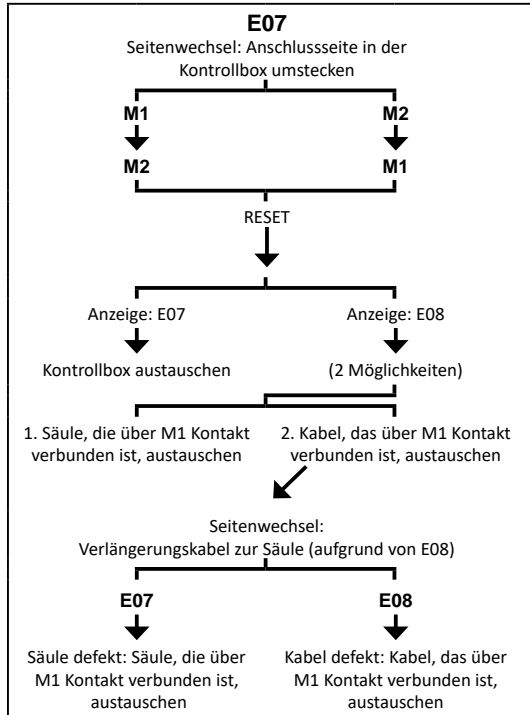 E07
Seitenwechsel: Anschlussseite in der
Kontrollbox umstecken
M1
M2
M2
M1
RESET
Anzeige: E07
Anzeige: E08
Kontrollbox austauschen
(2 Möglichkeiten)
1. Säule, die über M1 Kontakt
verbunden ist, austauschen
2. Kabel, das über M1 Kontakt
verbunden ist, austauschen
Seitenwechsel:
Verlängerungskabel zur Säule (aufgrund von E08)
E07
E08
Säule defekt: Säule, die über
M1 Kontakt verbunden ist,
austauschen
Kabel defekt: Kabel, das über
M1 Kontakt verbunden ist,
austauschen